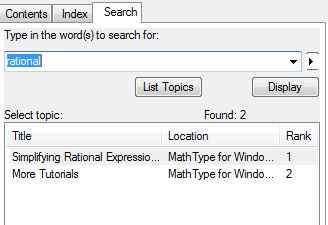 Contents Index Search
Type in the word(s) to search for:
rational
List Topics Display
Select topic: Found: 2
Title Location Rank
Simplifying Rational Expressio... MathType for Windo... 1
More Tutorials MathType for Windo... 2